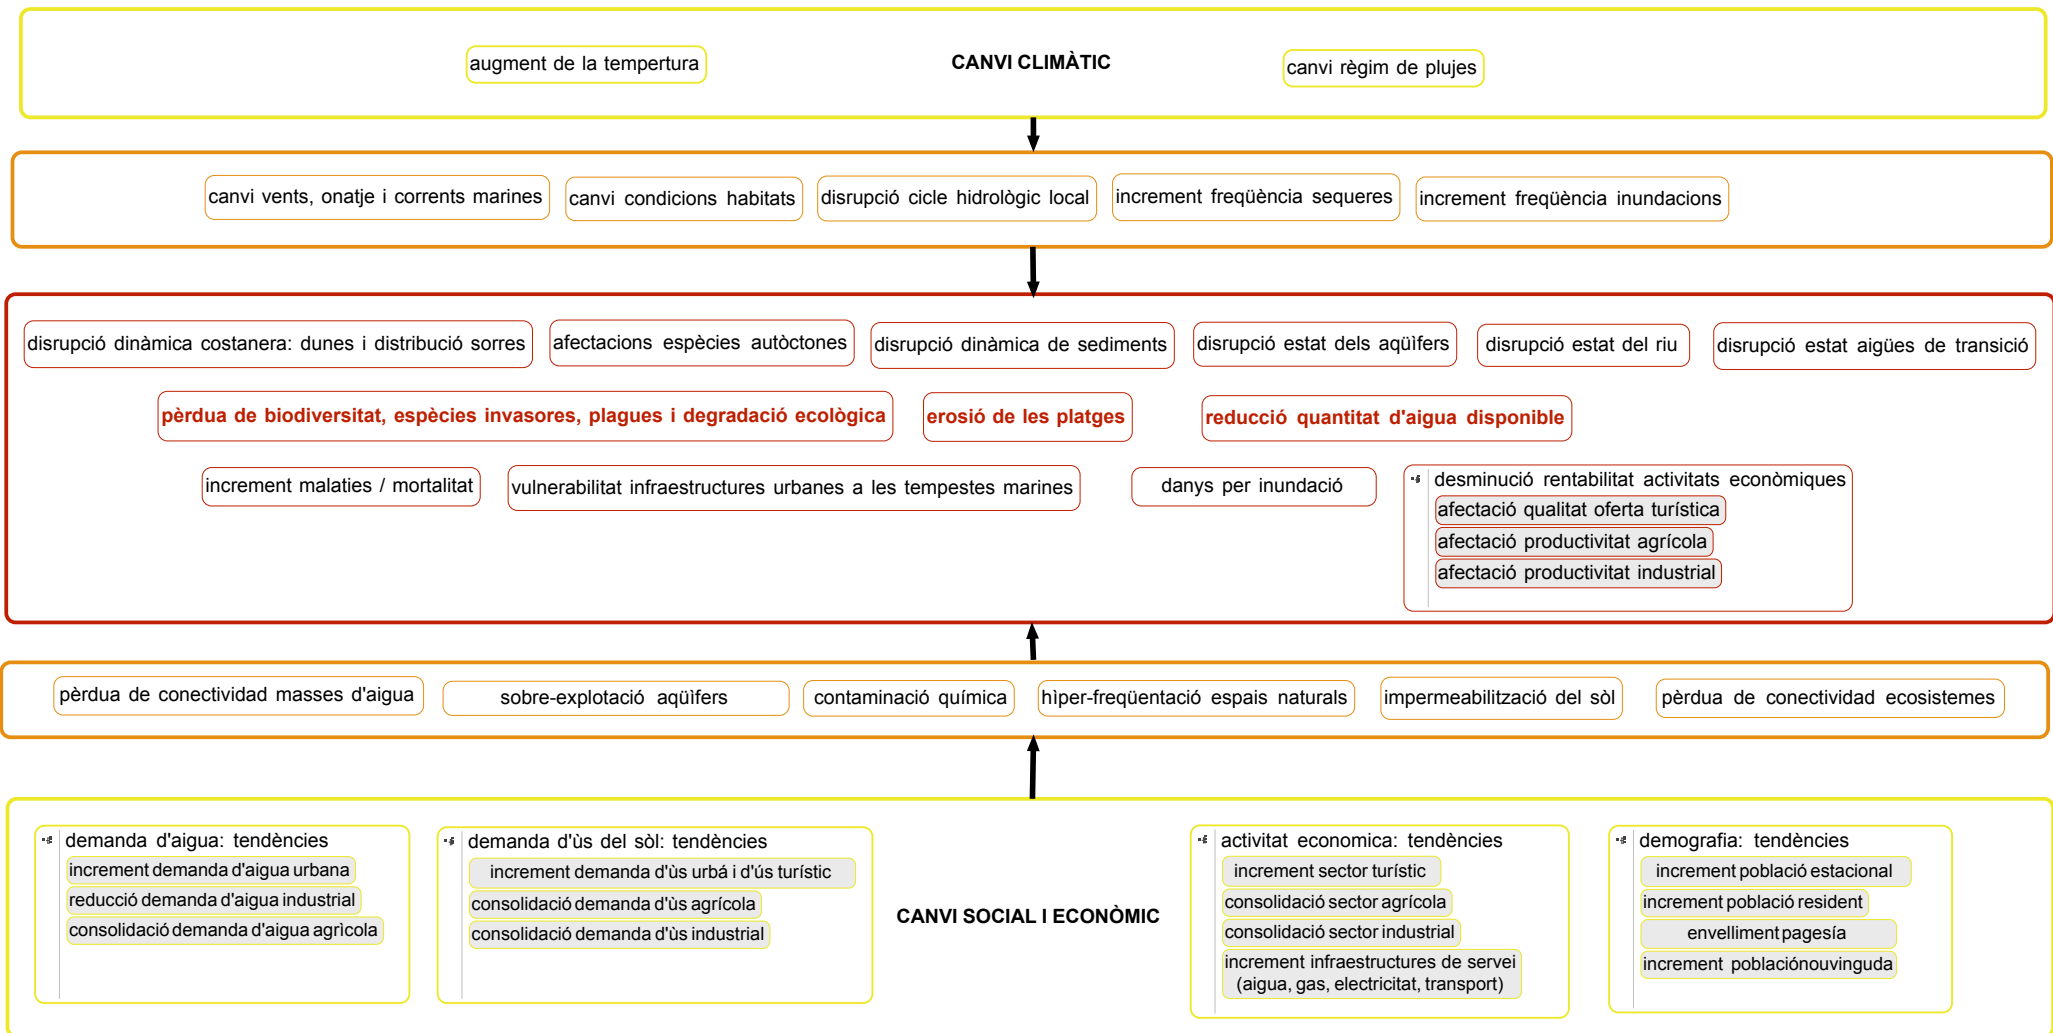 augment de la tempertura
CANVI CLIMÀTIC
canvi règim de plujes
canvi vents, onatje i corrents marines
canvi condicions habitats
disrupció cicle hidrològic local
increment freqüència sequeres
increment freqüència inundacions
disrupció dinàmica costanera: dunes i distribució sorres
afectacions espècies autòctones
disrupció dinàmica de sediments
disrupció estat dels aqüìfers
disrupció estat del riu
disrupció estat aigües de transició
pèrdua de biodiversitat, espècies invasores, plagues i degradació ecològica
erosió de les platges
reducció quantitat d'aigua disponible
increment malaties / mortalitat
vulnerabilitat infraestructures urbanes a les tempestes marines
danys per inundació
desminució rentabilitat activitats econòmiques
afectació qualitat oferta turística
afectació productivitat agrícola
afectació productivitat industrial
pèrdua de conectividad masses d'aigua
sobre-explotació aqüìfers
contaminació química
hìper-freqüentació espais naturals
impermeabilització del sòl
pèrdua de conectividad ecosistemes
demanda d'aigua: tendències
increment demanda d'aigua urbana
reducció demanda d'aigua industrial
consolidació demanda d'aigua agrìcola
demanda d'ùs del sòl: tendències
increment demanda d'ùs urbá i d'ús turístic
consolidació demanda d'ùs agrícola
consolidació demanda d'ùs industrial
CANVI SOCIAL I ECONÒMIC
activitat economica: tendències
increment sector turístic
consolidació sector agrícola
consolidació sector industrial
increment infraestructures de servei
(aigua, gas, electricitat, transport)
demografia: tendències
increment població estacional
increment població resident
envelliment pagesía
increment poblaciónouvinguda